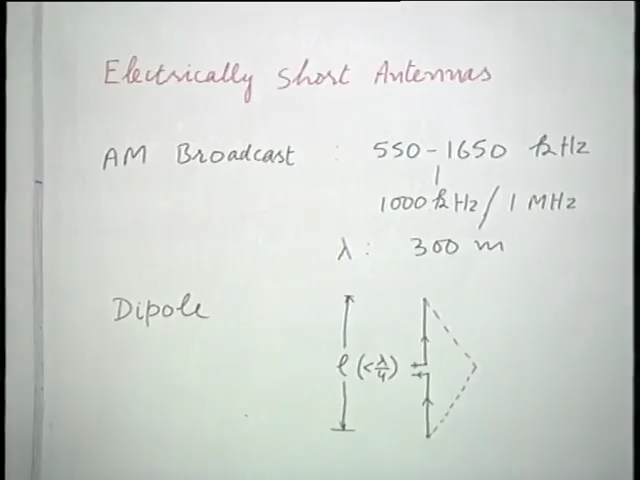 Electrically Short Antennas
AM Broadcast : 550-1650 kHz
1000 kHz/1 MHz
λ : 300 m
Dipole
l (<λ/4)